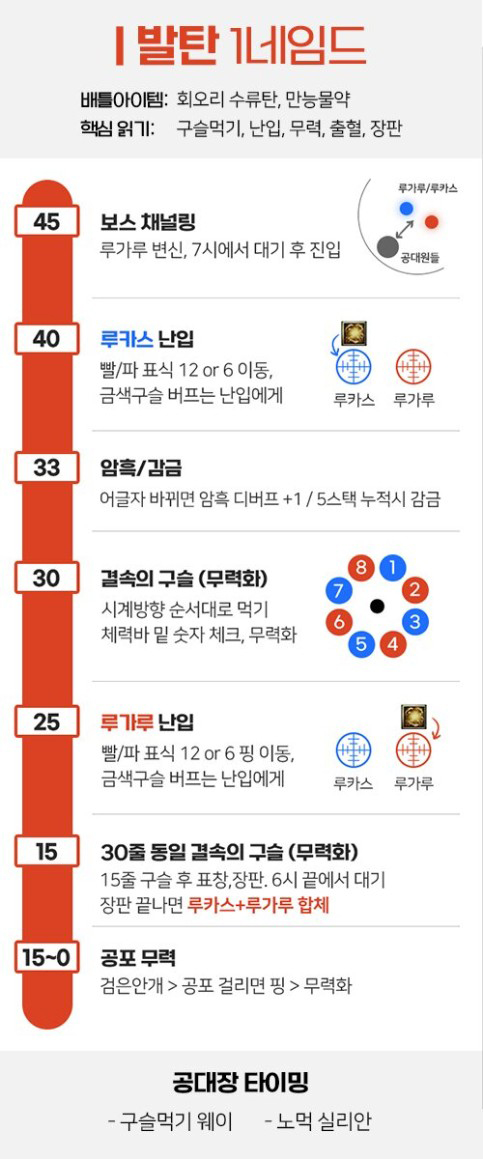 | 발탄 1네임드
배틀아이템: 회오리 수류탄, 만능물약
핵심 읽기: 구슬먹기, 난입, 무력, 출혈, 장판
45
보스 채널링
루가루 변신, 7시에서 대기 후 진입
루가루/루카스
공대원들
40
루카스 난입
빨/파 표식 12 or 6 이동,
금색구슬 버프는 난입에게
루카스 루가루
33
암흑/감금
어글자 바뀌면 암흑 디버프 +1 / 5스택 누적시 감금
30
결속의 구슬 (무력화)
시계방향 순서대로 먹기
체력바 밑 숫자 체크, 무력화
8 1
7 2
6 3
5 4
25
루가루 난입
빨/파 표식 12 or 6 핑 이동,
금색구슬 버프는 난입에게
루카스 루가루
15
30줄 동일 결속의 구슬 (무력화)
15줄 구슬 후 표창,장판. 6시 끝에서 대기
장판 끝나면 루카스+루가루 합체
15~0
공포 무력
검은안개 > 공포 걸리면 핑 > 무력화
공대장 타이밍
- 구슬먹기 웨이 - 노먹 실리안